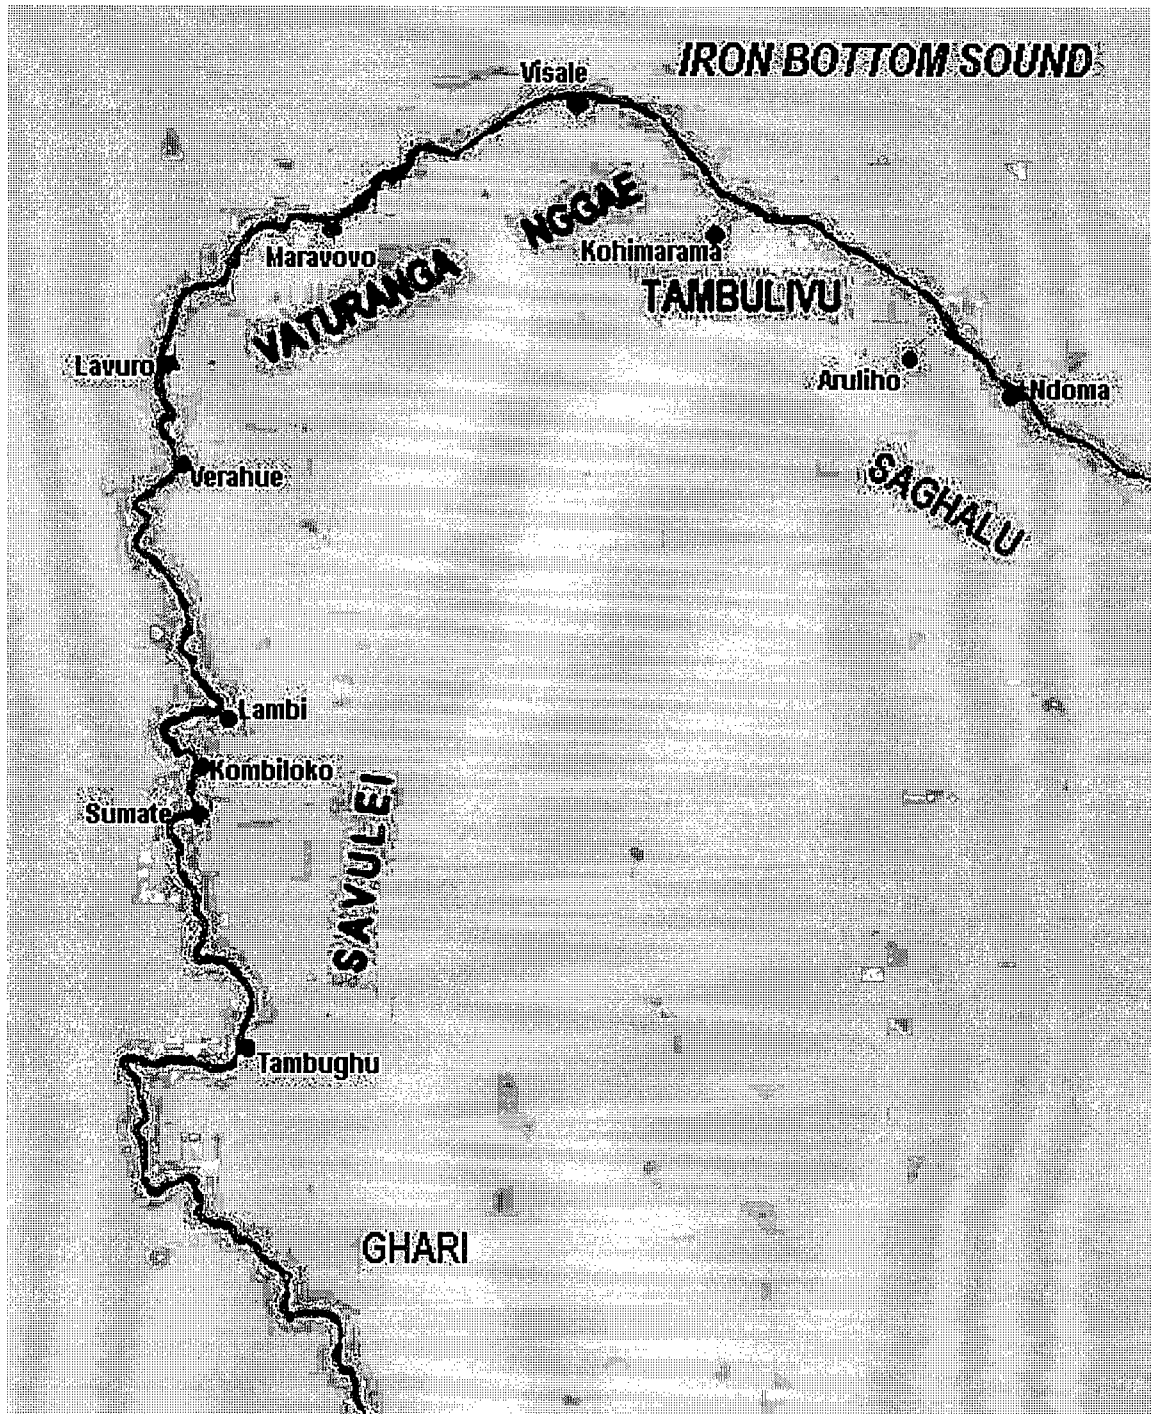 IRON BOTTOM SOUND
Visale
NGGAE
Kohimarama
Maravovo
VATURANGA
TAMBULIVU
Lavuro
Aruliho
Ndoma
Verahue
SAGHALU
Lambi
Kombiloko
Sumate
SAVULEI
Tambughu
GHARI